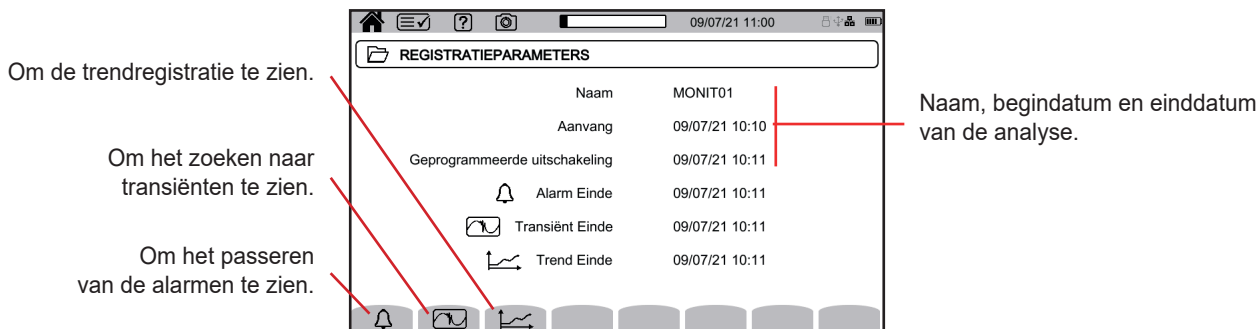 09/07/21 11:00
REGISTRATIEPARAMETERS
Om de trendregistratie te zien.
Naam MONIT01
Aanvang 09/07/21 10:10
Naam, begindatum en einddatum
van de analyse.
Om het zoeken naar
transiënten te zien.
Geprogrammeerde uitschakeling 09/07/21 10:11
Alarm Einde 09/07/21 10:11
Transiënt Einde 09/07/21 10:11
Om het passeren
van de alarmen te zien.
Trend Einde 09/07/21 10:11